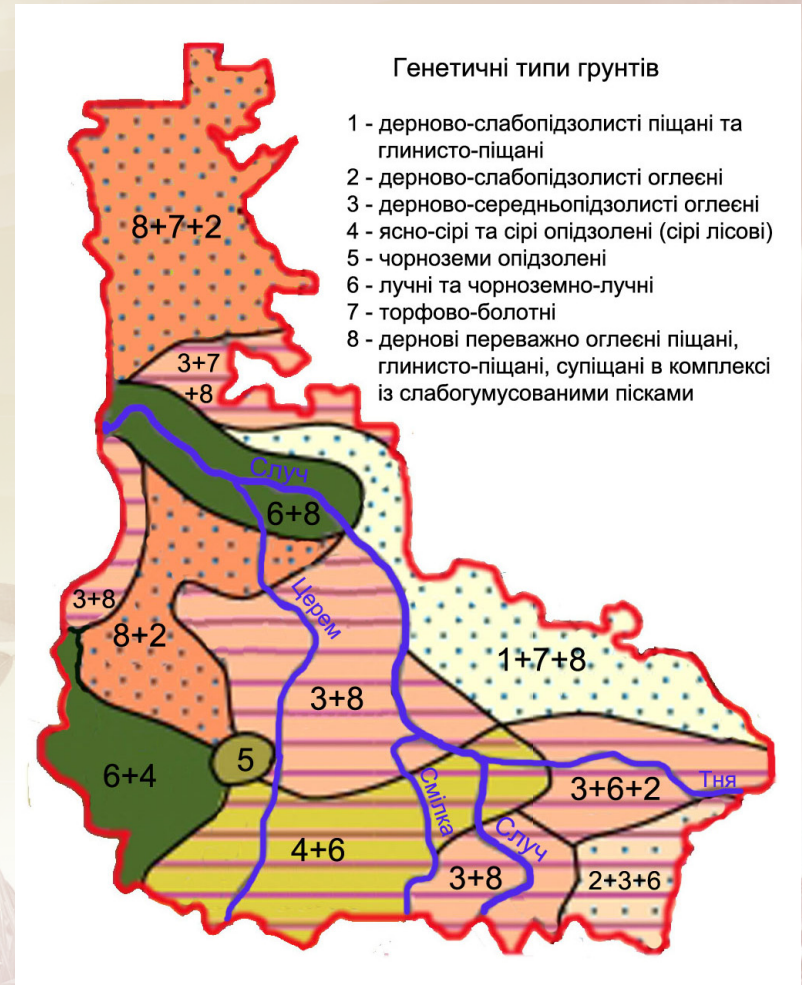 Генетичні типи грунтів
1 - дерново-слабопідзолисті піщані та
глинисто-піщані
2 - дерново-слабопідзолисті оглеєні
3 - дерново-середньопідзолисті оглеєні
4 - ясно-сірі та сірі опідзолені (сірі лісові)
5 - чорноземи опідзолені
6 - лучні та чорноземно-лучні
7 - торфово-болотні
8 - дернові переважно оглеєні піщані,
глинисто-піщані, супіщані в комплексі
із слабогумусованими пісками
8+7+2
3+7
+8
Случ
6+8
Церем
3+8
8+2
1+7+8
3+8
5
6+4
Смілка
3+6+2
Тня
4+6
Случ
3+8
2+3+6